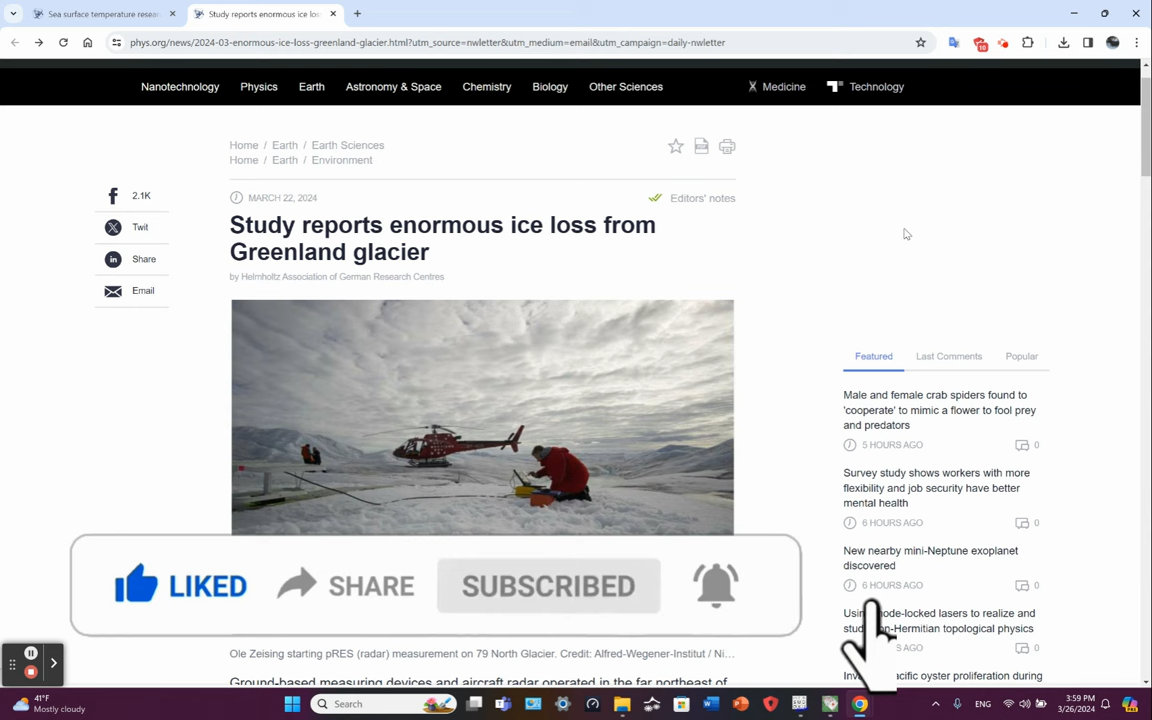 Sea surface temperature resea
Study reports enormous ice los
phys.org/news/2024-03-enormous-ice-loss-greenland-glacier.html?utm_source=nwletter&utm_medium=email&utm_campaign=daily-nwletter
10
Nanotechnology Physics Earth Astronomy & Space Chemistry Biology Other Sciences Medicine Technology
Home / Earth / Earth Sciences
Home / Earth / Environment
2.1K
MARCH 22, 2024
Editors' notes
Twit
Study reports enormous ice loss from
Greenland glacier
in Share
by Helmholtz Association of German Research Centres
Email
Featured Last Comments Popular
Male and female crab spiders found to
'cooperate' to mimic a flower to fool prey
and predators
5 HOURS AGO 0
Survey study shows workers with more
flexibility and job security have better
mental health
6 HOURS AGO 0
New nearby mini-Neptune exoplanet
discovered
6 HOURS AGO 0
LIKED SHARE SUBSCRIBED
ode-locked lasers to realize and
n-Hermitian topological physics
S AGO 0
Ole Zeising starting pRES (radar) measurement on 79 North Glacier. Credit: Alfred-Wegener-Institut / Ni…
acific oyster proliferation during
Ground-based measuring devices and aircraft radar operated in the far northeast of
41°F
Mostly cloudy
Search
ENG
3:59 PM
3/26/2024